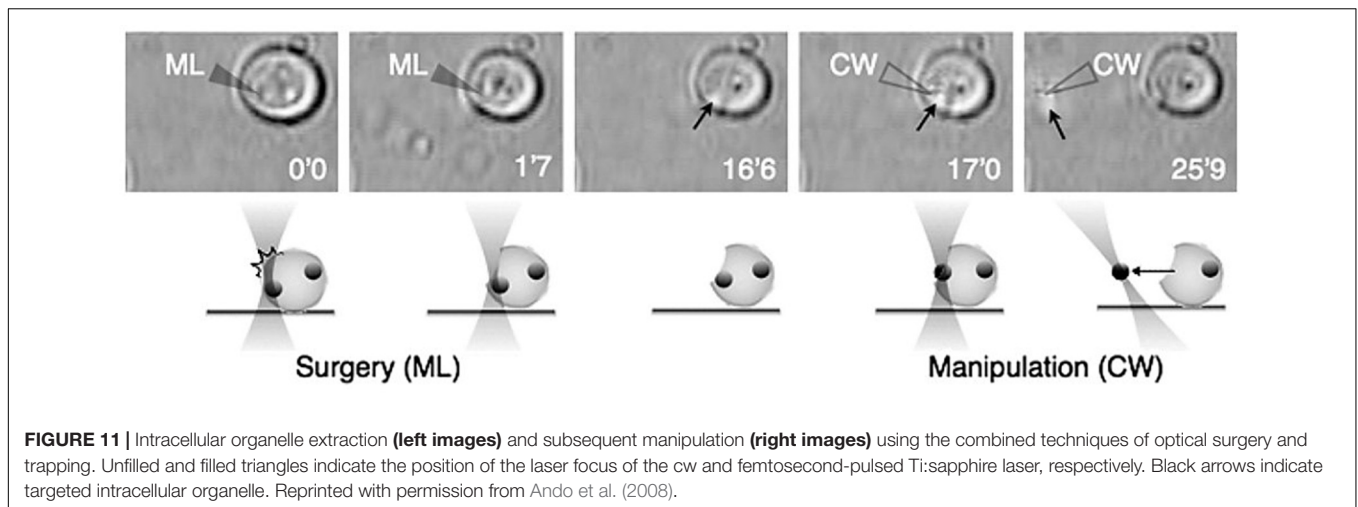 ML
ML
CW
CW
0'0
1'7
16'6
17'0
25'9
Surgery (ML)
Manipulation (CW)
FIGURE 11 | Intracellular organelle extraction (left images) and subsequent manipulation (right images) using the combined techniques of optical surgery and
trapping. Unfilled and filled triangles indicate the position of the laser focus of the cw and femtosecond-pulsed Ti:sapphire laser, respectively. Black arrows indicate
targeted intracellular organelle. Reprinted with permission from Ando et al. (2008).